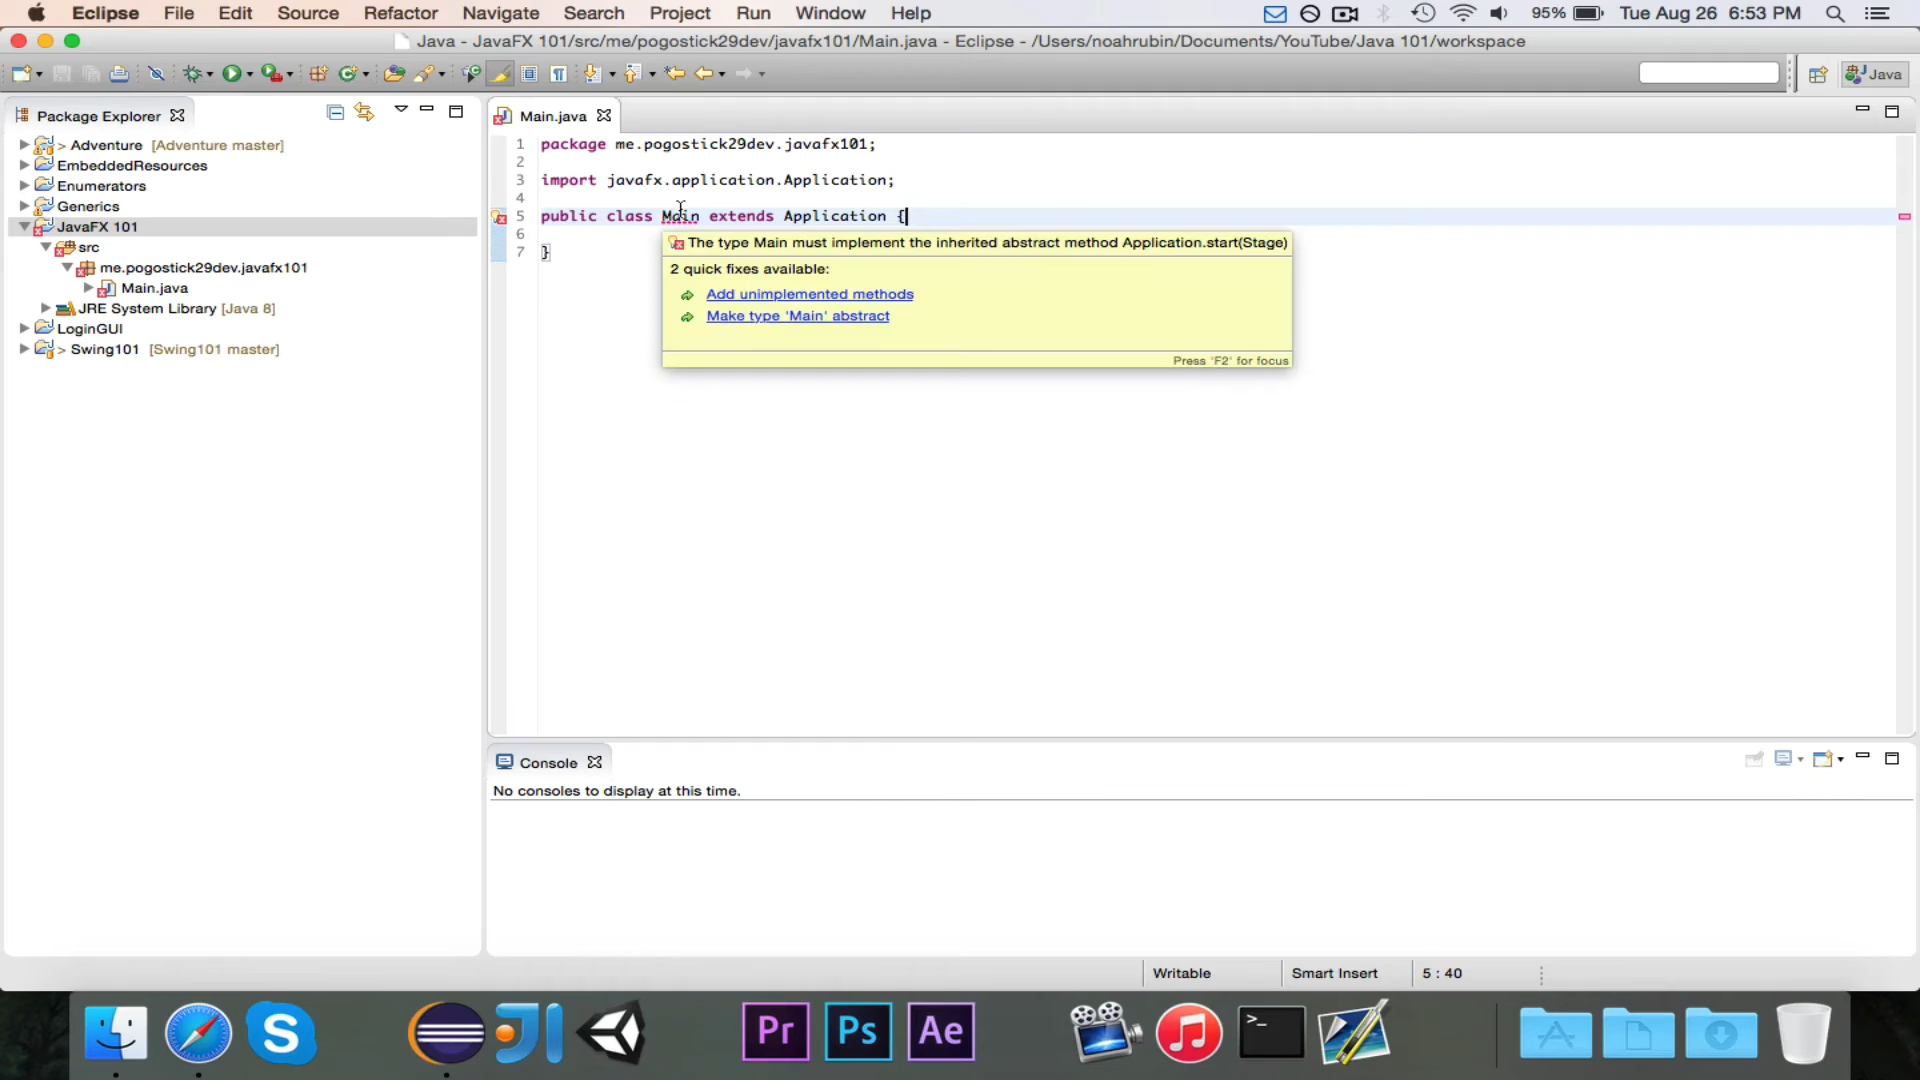 Eclipse File Edit Source Refactor Navigate Search Project Run Window Help 95% Tue Aug 26 6:53 PM
Java - JavaFX 101/src/me/pogostick29dev/javafx101/Main.java - Eclipse - /Users/noahrubin/Documents/YouTube/Java 101/workspace
Java
Package Explorer
> Adventure [Adventure master]
EmbeddedResources
Enumerators
Generics
JavaFX 101
src
me.pogostick29dev.javafx101
Main.java
JRE System Library [Java 8]
LoginGUI
> Swing101 [Swing101 master]
Main.java
1 package me.pogostick29dev.javafx101;
2
3 import javafx.application.Application;
4
5 public class Main extends Application {
6
7 }
The type Main must implement the inherited abstract method Application.start(Stage)
2 quick fixes available:
Add unimplemented methods
Make type 'Main' abstract
Press 'F2' for focus
Console
No consoles to display at this time.
Writable Smart Insert 5 : 40
S J Pr Ps Ae >_